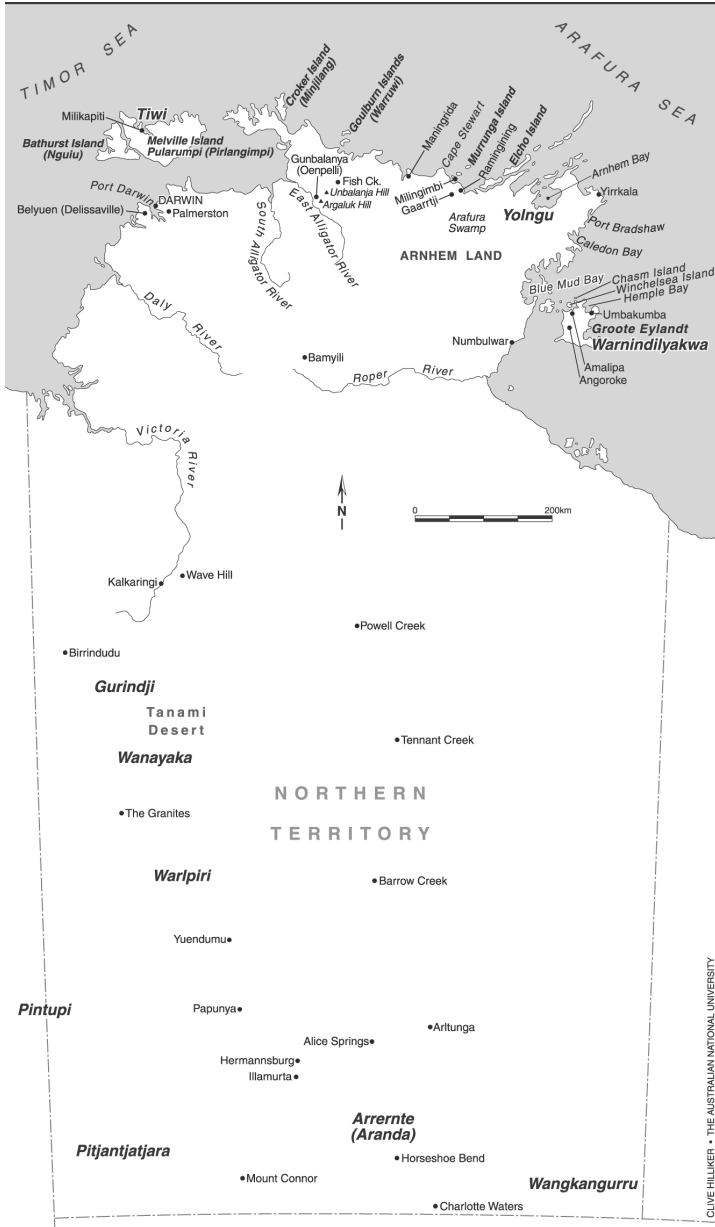 TIMOR SEA
ARAFURA SEA
Croker Island
(Minjilang)
Goulburn Islands
(Warruwi)
Maningrida
Cape Stewart
Murrunga Island
Ramingining
Elcho Island
Milikapiti
Tiwi
Bathurst Island
(Nguiu)
Melville Island
Pularumpi (Pirlangimpi)
Gunbalanya
(Oenpelli)
Fish Ck.
Unbalanja Hill
Argaluk Hill
Milingimbi
Gaarrtji
Arafura
Swamp
Yolngu
Arnhem Bay
Yirrkala
Port Darwin
DARWIN
Belyuen (Delissaville)
Palmerston
South Alligator River
East Alligator River
ARNHEM LAND
Port Bradshaw
Caledon Bay
Blue Mud Bay
Chasm Island
Winchelsea Island
Hemple Bay
Umbakumba
Groote Eylandt
Warnindilyakwa
Amalipa
Angoroke
Daly River
Bamyili
Numbulwar
Roper River
Victoria River
N
0 200km
Kalkaringi
Wave Hill
Powell Creek
Birrindudu
Gurindji
Tanami
Desert
Wanayaka
Tennant Creek
NORTHERN
TERRITORY
The Granites
Warlpiri
Barrow Creek
Yuendumu
Pintupi
Papunya
Arltunga
Alice Springs
Hermannsburg
Illamurta
Arrernte
(Aranda)
Pitjantjatjara
Horseshoe Bend
Mount Connor
Wangkangurru
Charlotte Waters
CLIVE HILLIKER • THE AUSTRALIAN NATIONAL UNIVERSITY